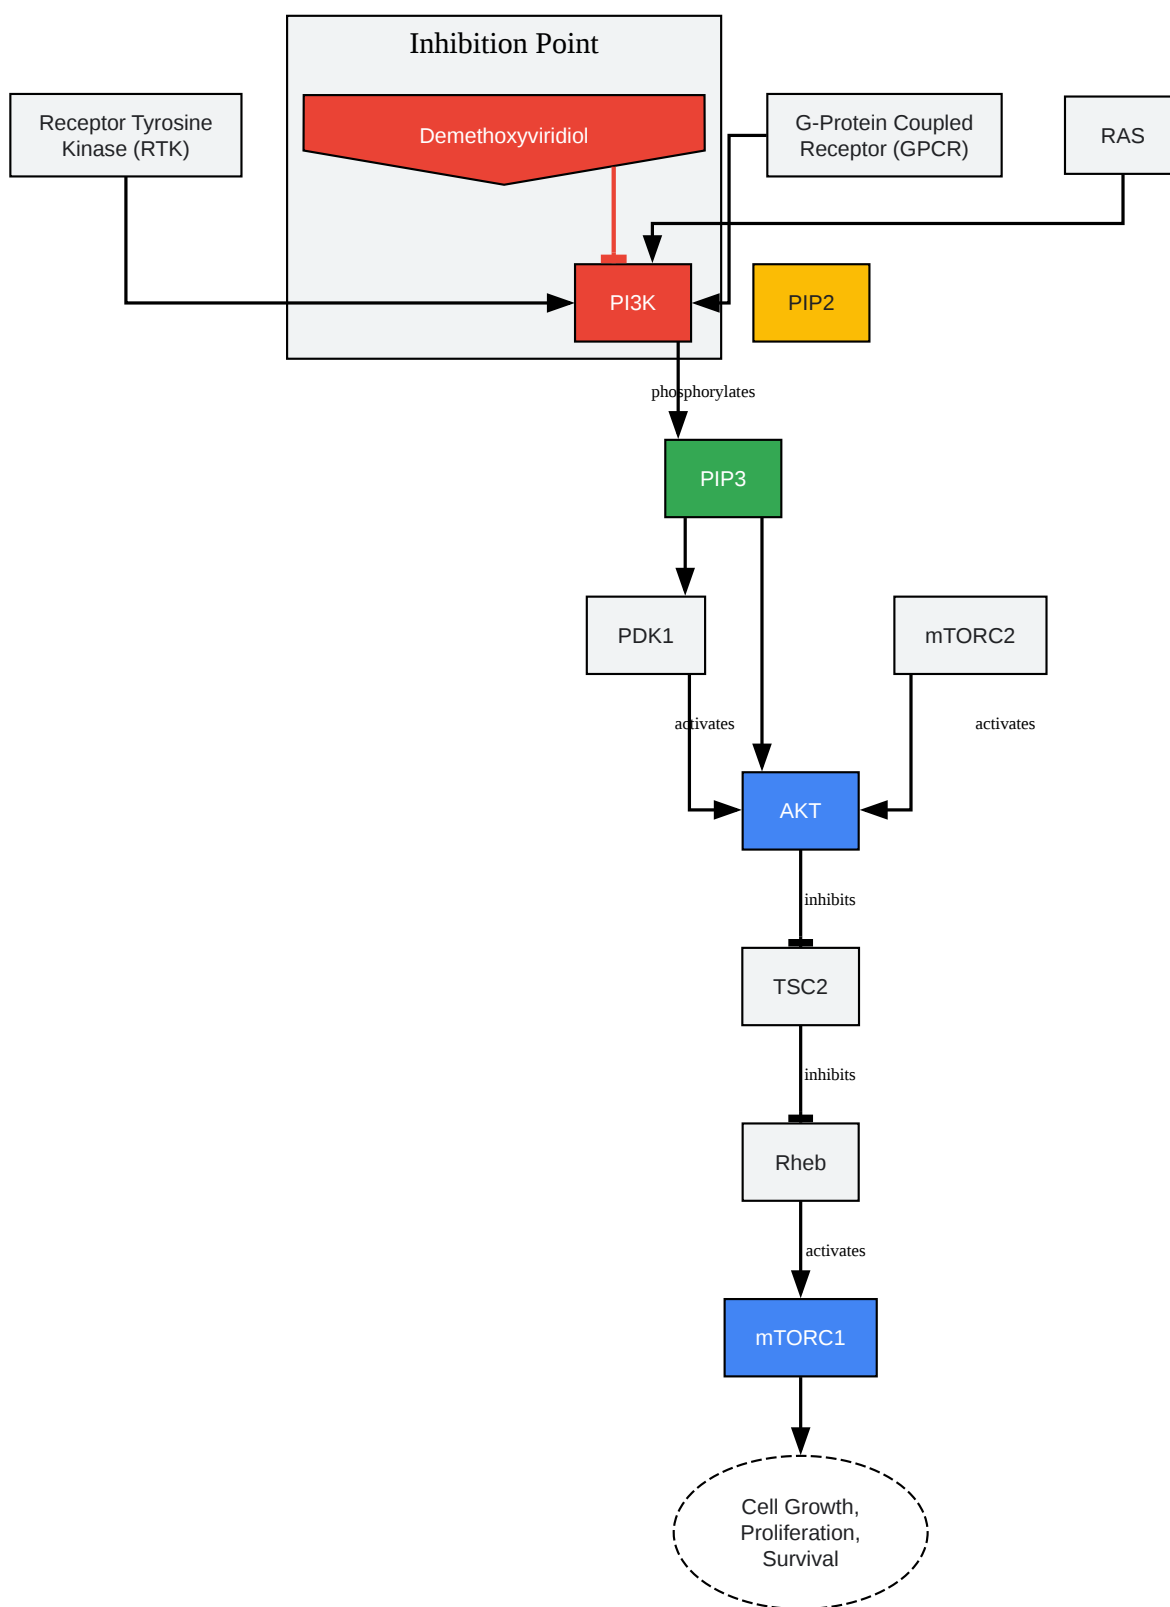 Inhibition Point
Receptor Tyrosine
Kinase (RTK)
Demethoxyviridiol
G-Protein Coupled
Receptor (GPCR)
RAS
PI3K
PIP2
phosphorylates
PIP3
PDK1
mTORC2
activates
activates
AKT
inhibits
TSC2
inhibits
Rheb
activates
mTORC1
Cell Growth,
Proliferation,
Survival